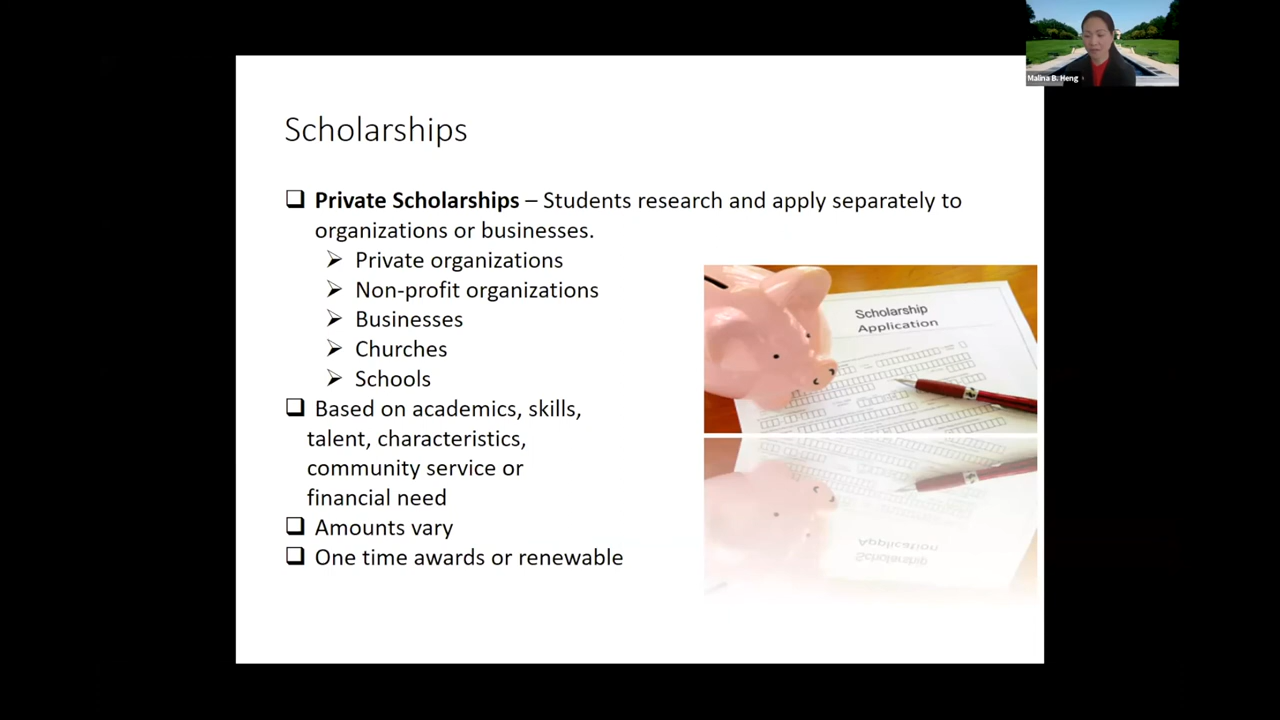 Malina B. Heng
Scholarships
❑ Private Scholarships – Students research and apply separately to
organizations or businesses.
➢ Private organizations
➢ Non-profit organizations
➢ Businesses
➢ Churches
➢ Schools
❑ Based on academics, skills,
talent, characteristics,
community service or
financial need
❑ Amounts vary
❑ One time awards or renewable
Scholarship
Application